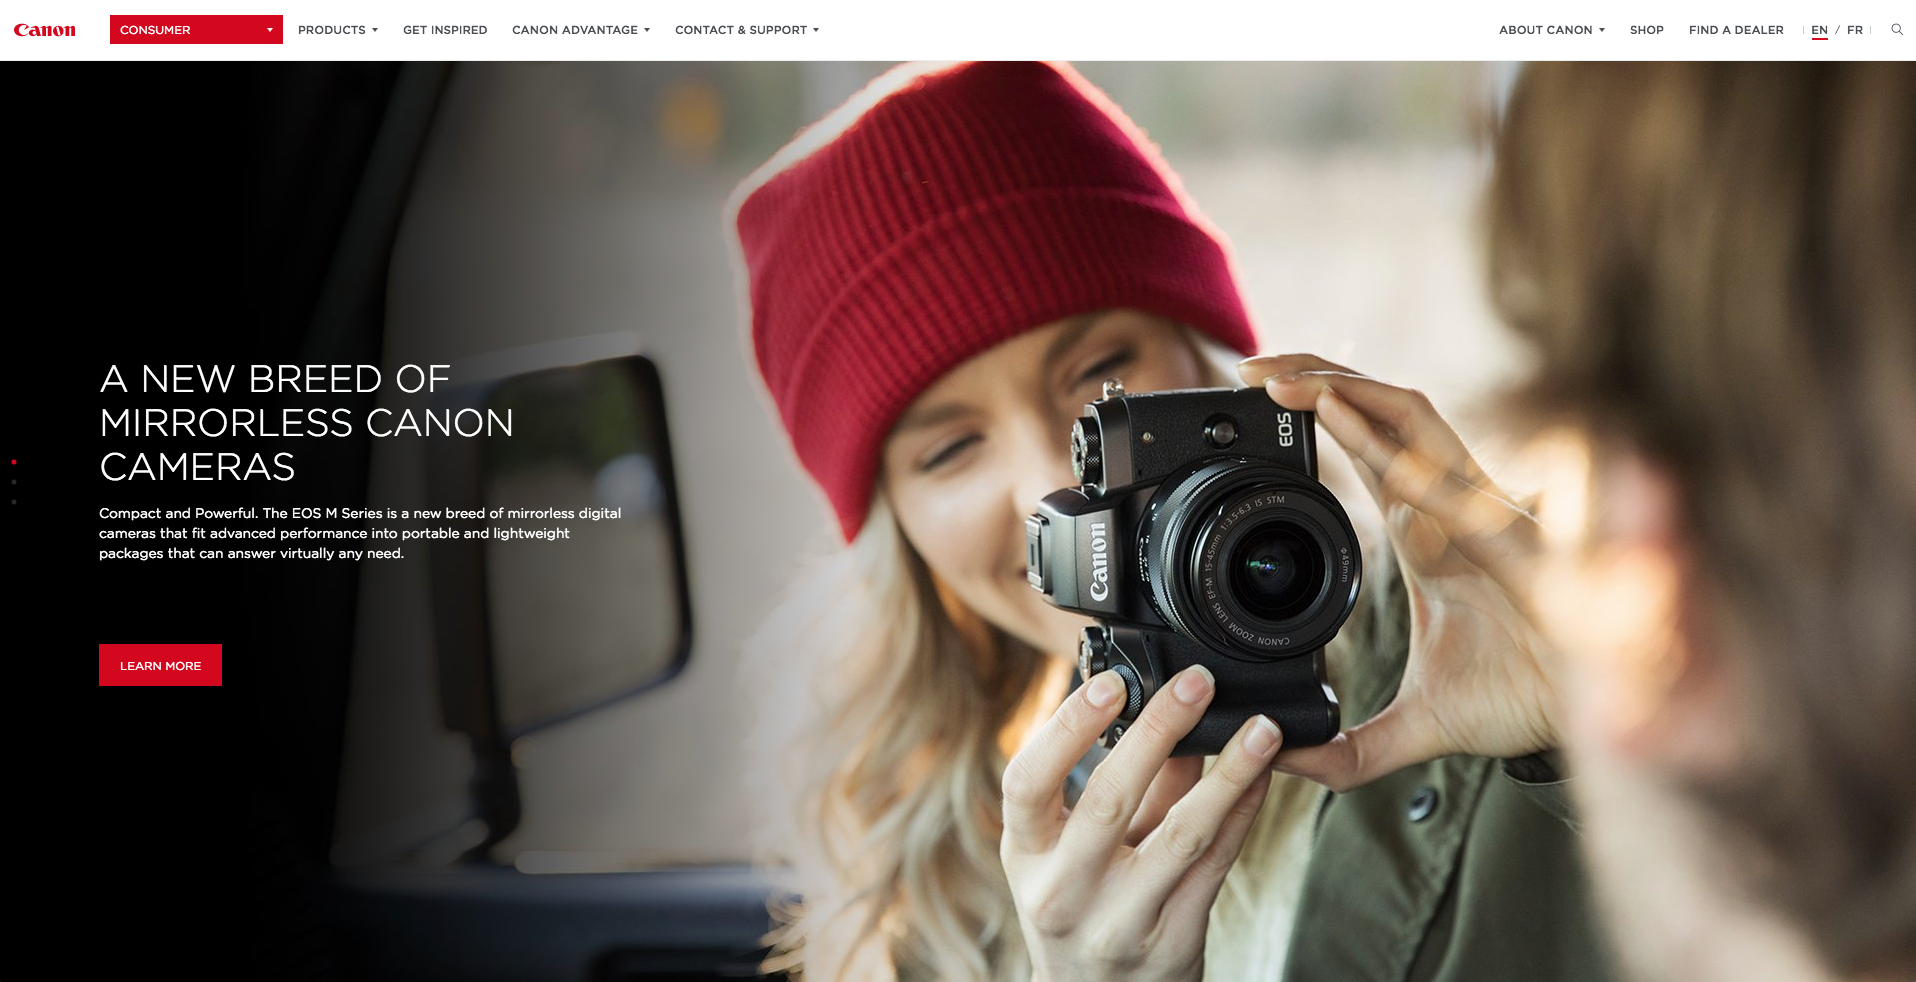 Canon
CONSUMER
PRODUCTS
GET INSPIRED
CANON ADVANTAGE
CONTACT & SUPPORT
ABOUT CANON
SHOP
FIND A DEALER
EN / FR
A NEW BREED OF
MIRRORLESS CANON
CAMERAS
Compact and Powerful. The EOS M Series is a new breed of mirrorless digital
cameras that fit advanced performance into portable and lightweight
packages that can answer virtually any need.
LEARN MORE
EOS
Canon
CANON ZOOM LENS EF-M 15-45mm 1:3.5-6.3 IS STM
Φ49mm